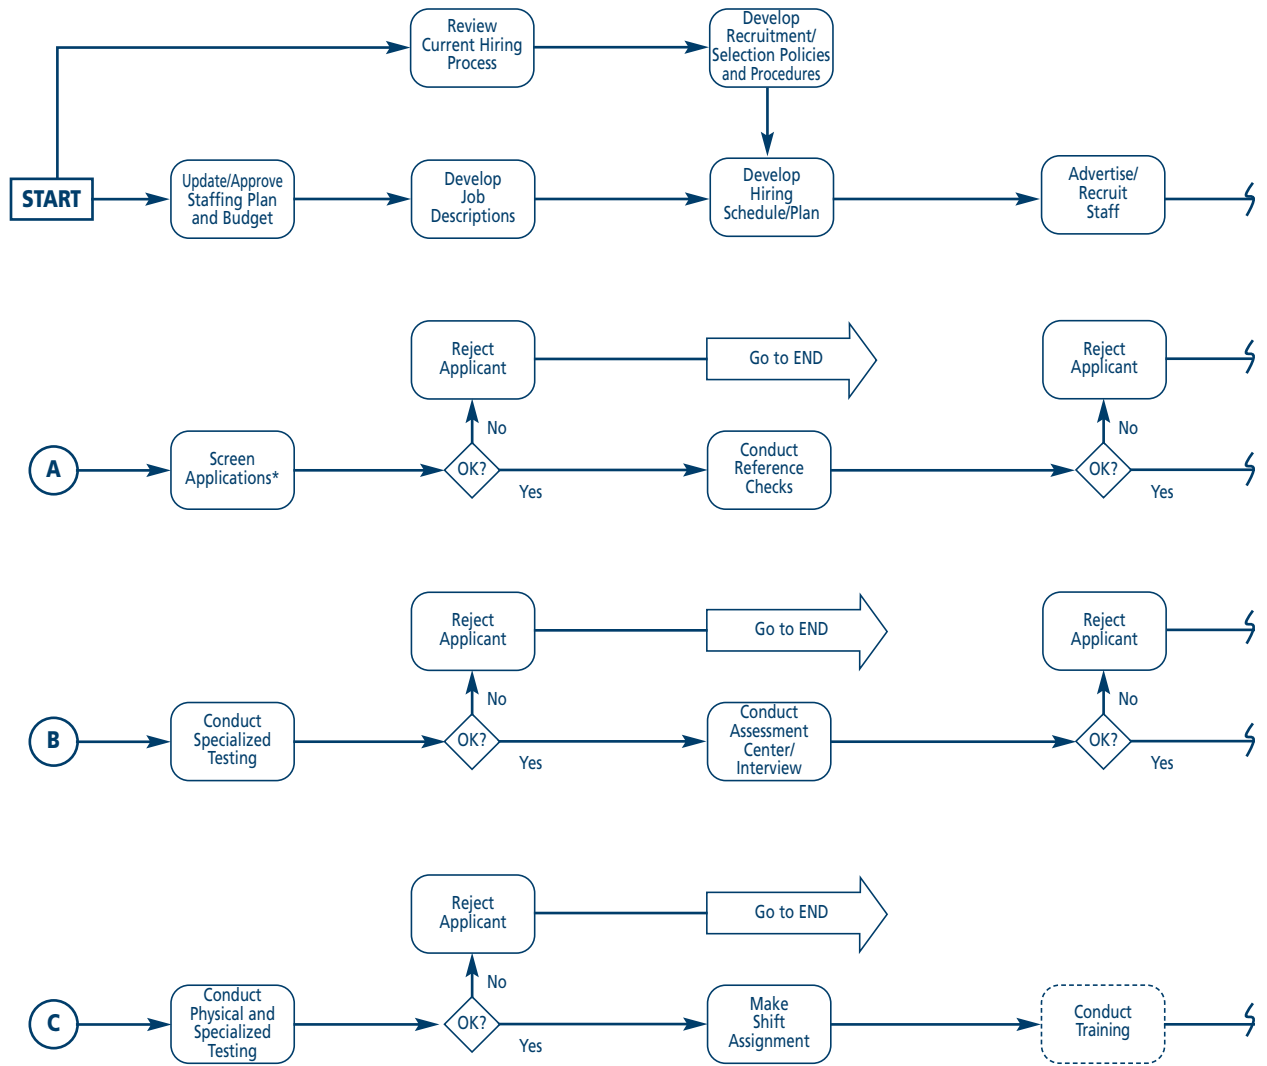 Review
Current Hiring
Process
Develop
Recruitment/
Selection Policies
and Procedures
START
Update/Approve
Staffing Plan
and Budget
Develop
Job
Descriptions
Develop
Hiring
Schedule/Plan
Advertise/
Recruit
Staff
Reject
Applicant
Go to END
Reject
Applicant
No
No
A
Screen
Applications*
OK?
Yes
Conduct
Reference
Checks
OK?
Yes
Reject
Applicant
Go to END
Reject
Applicant
No
No
B
Conduct
Specialized
Testing
OK?
Yes
Conduct
Assessment
Center/
Interview
OK?
Yes
Reject
Applicant
Go to END
No
C
Conduct
Physical and
Specialized
Testing
OK?
Yes
Make
Shift
Assignment
Conduct
Training